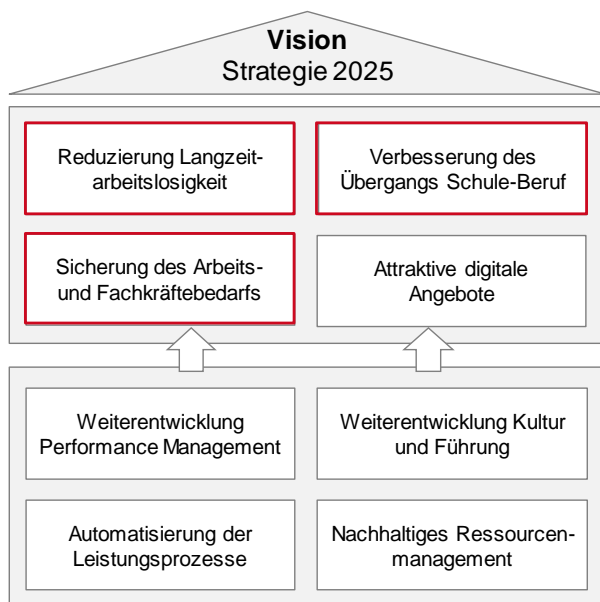 Vision
Strategie 2025
Reduzierung Langzeit-
arbeitslosigkeit
Verbesserung des
Übergangs Schule-Beruf
Sicherung des Arbeits-
und Fachkräftebedarfs
Attraktive digitale
Angebote
Weiterentwicklung
Performance Management
Weiterentwicklung Kultur
und Führung
Automatisierung der
Leistungsprozesse
Nachhaltiges Ressourcen-
management